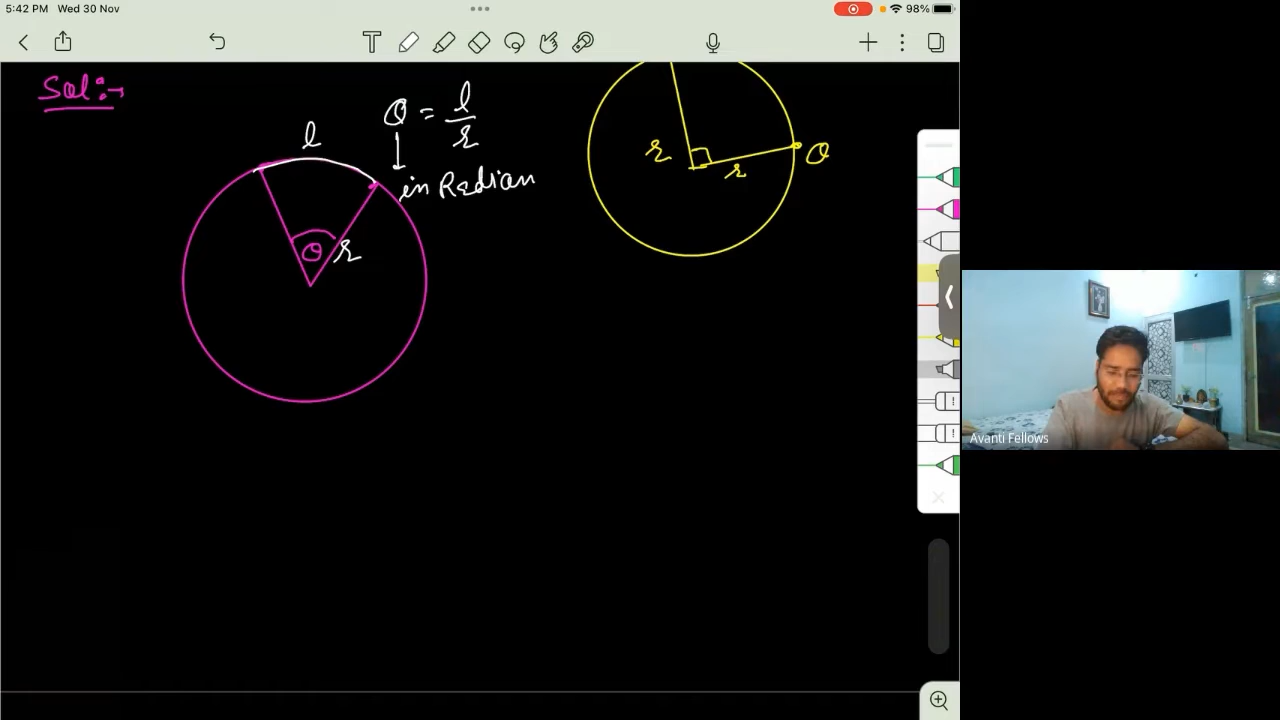 5:42 PM Wed 30 Nov
98%
T
Sol:→
l
θ = l/r
in Radian
θ
r
r
r
O
Avanti Fellows